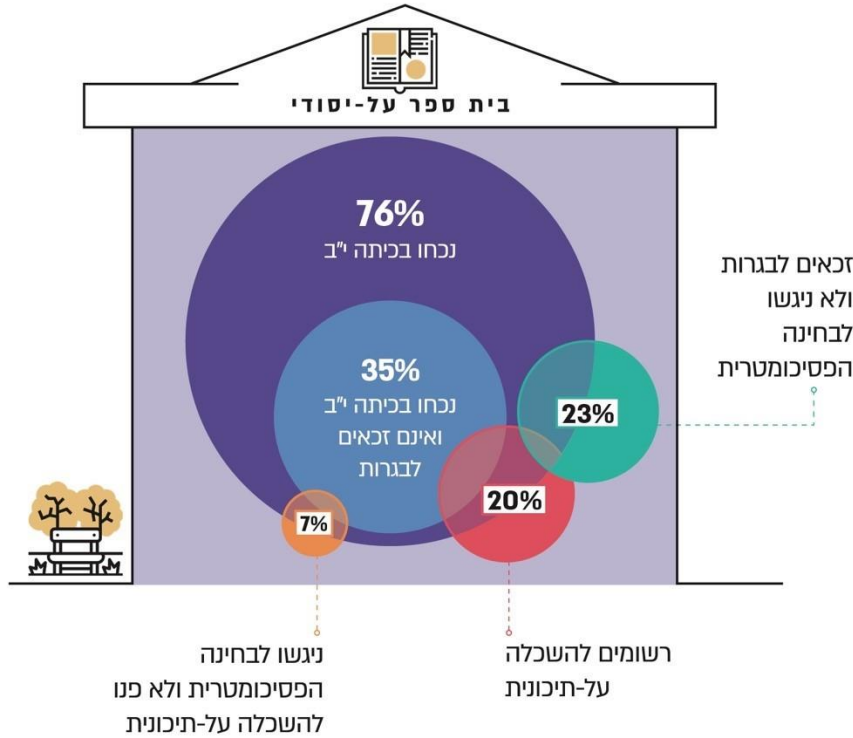 בית ספר על-יסודי
76%
נכחו בכיתה י"ב
35%
נכחו בכיתה י"ב
ואינם זכאים
לבגרות
זכאים לבגרות
ולא ניגשו
לבחינה
הפסיכומטרית
23%
20%
7%
רשומים להשכלה
על-תיכונית
ניגשו לבחינה
הפסיכומטרית ולא פנו
להשכלה על-תיכונית